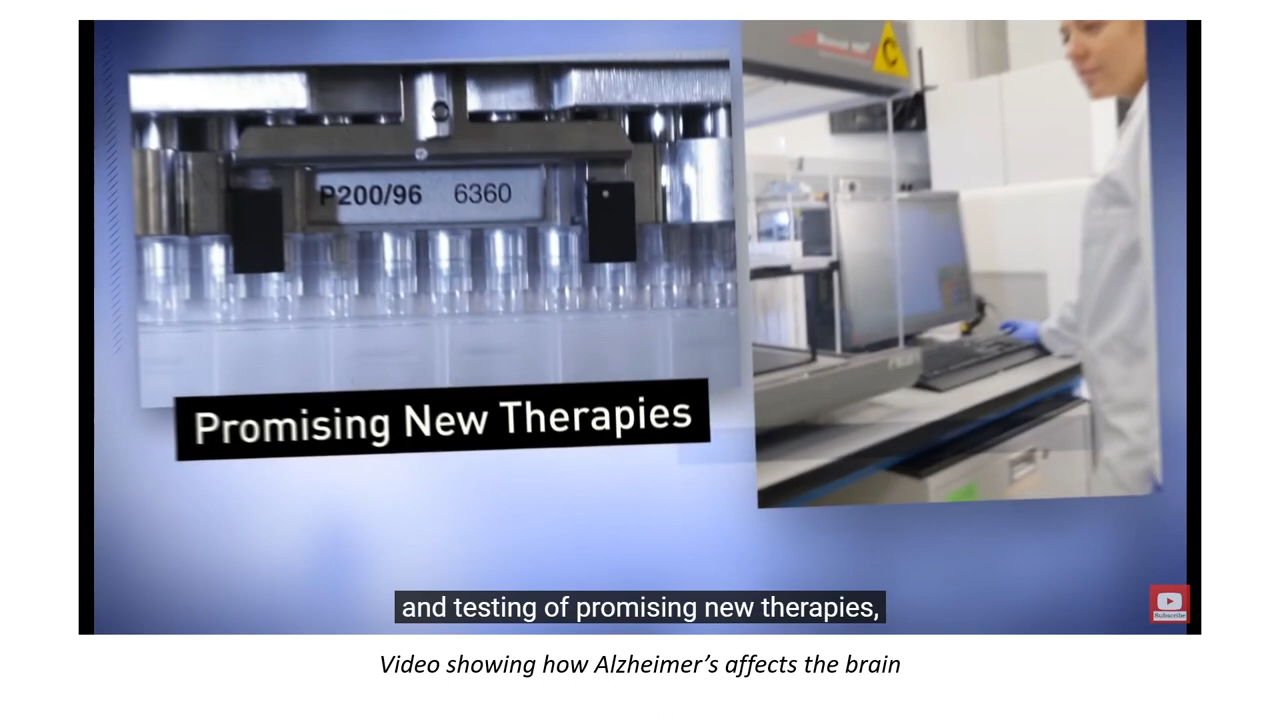 C
P200/96 6360
Promising New Therapies
and testing of promising new therapies,
Subscribe
Video showing how Alzheimer’s affects the brain